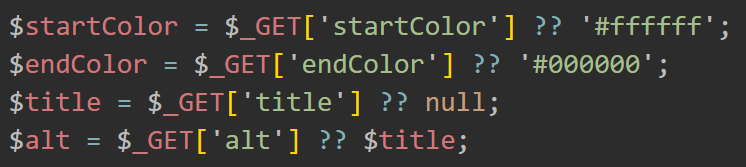 $startColor = $_GET['startColor'] ?? '#ffffff';
$endColor = $_GET['endColor'] ?? '#000000';
$title = $_GET['title'] ?? null;
$alt = $_GET['alt'] ?? $title;